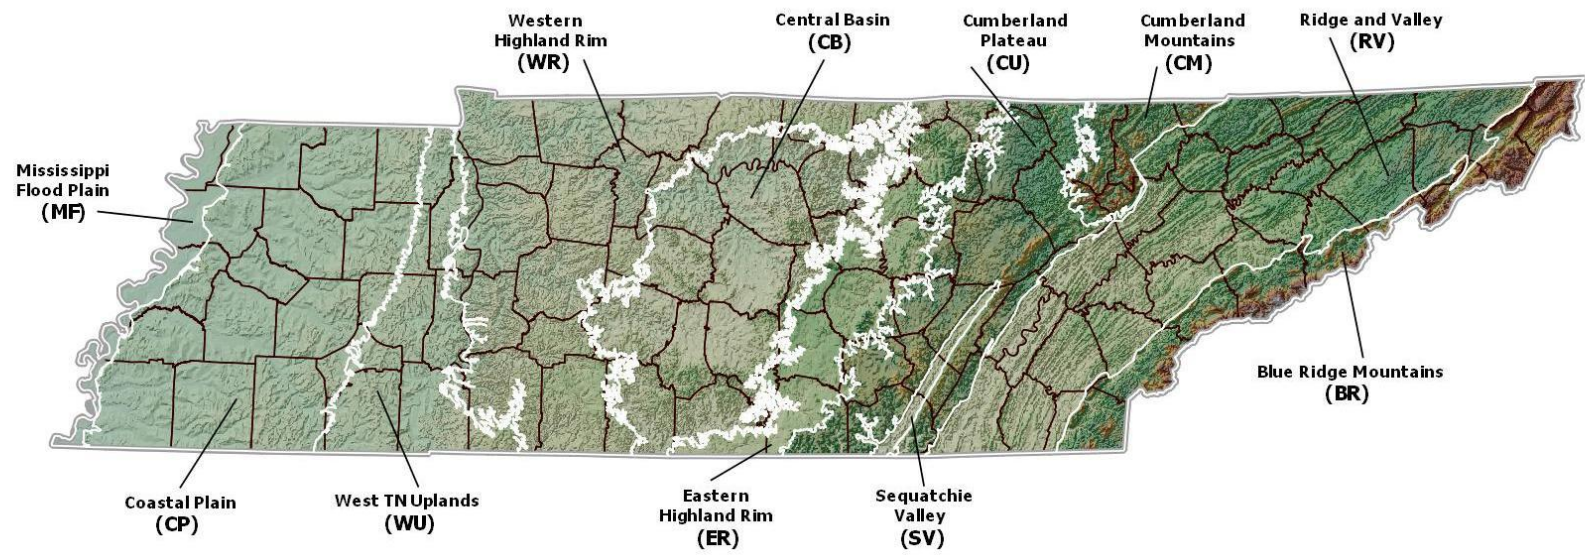 Western
Highland Rim
(WR)
Central Basin
(CB)
Cumberland
Plateau
(CU)
Cumberland
Mountains
(CM)
Ridge and Valley
(RV)
Mississippi
Flood Plain
(MF)
Blue Ridge Mountains
(BR)
Coastal Plain
(CP)
West TN Uplands
(WU)
Eastern
Highland Rim
(ER)
Sequatchie
Valley
(SV)